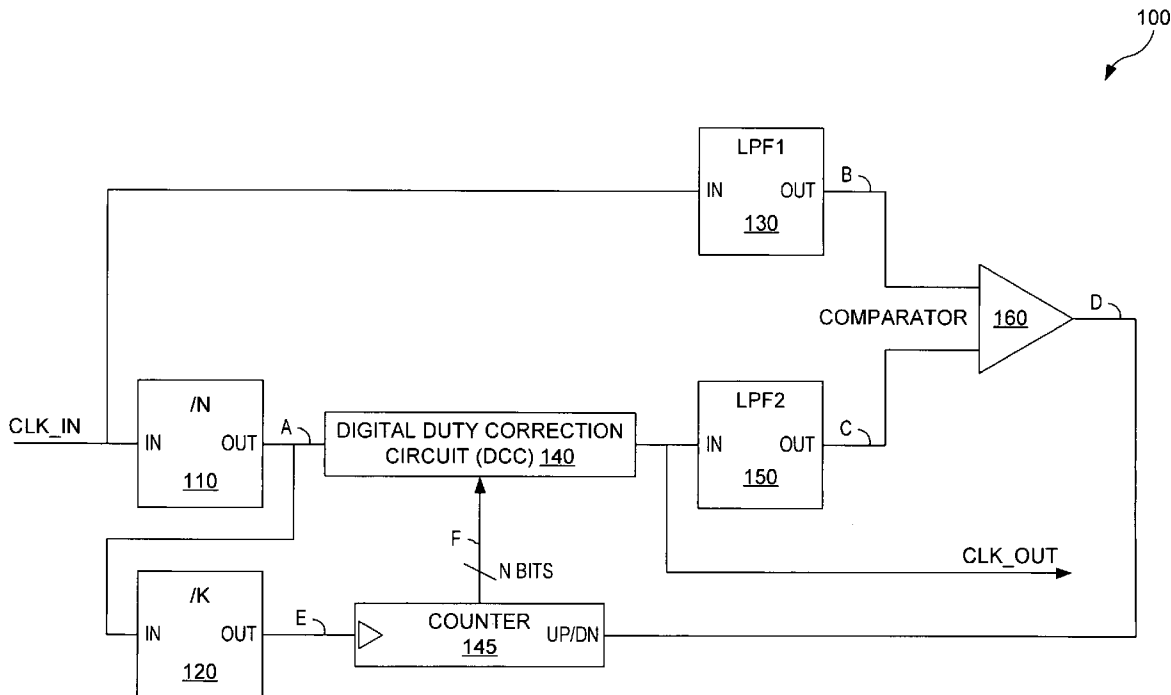 100
LPF1
IN OUT
130
B
COMPARATOR
160
D
CLK_IN
/N
IN OUT
110
A
DIGITAL DUTY CORRECTION
CIRCUIT (DCC) 140
LPF2
IN OUT
150
C
F
N BITS
CLK_OUT
/K
IN OUT
120
E
COUNTER
145
UP/DN